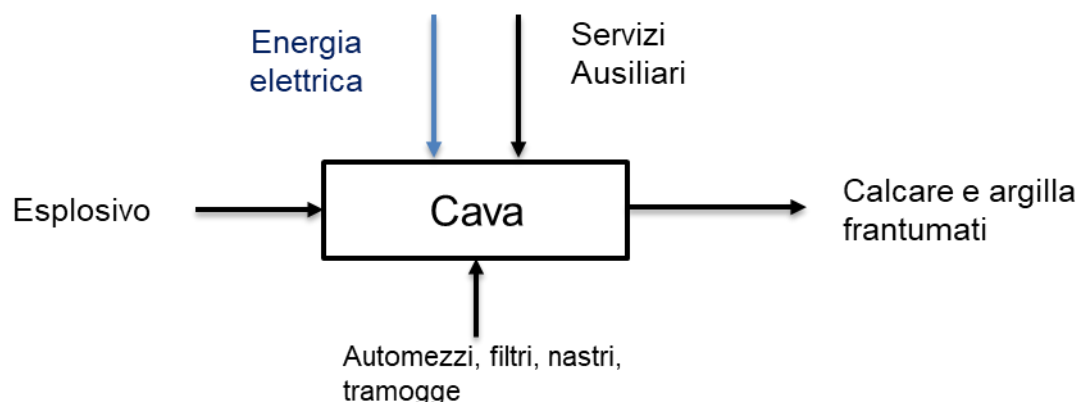 Energia
elettrica
Servizi
Ausiliari
Esplosivo
Cava
Calcare e argilla
frantumati
Automezzi, filtri, nastri,
tramogge